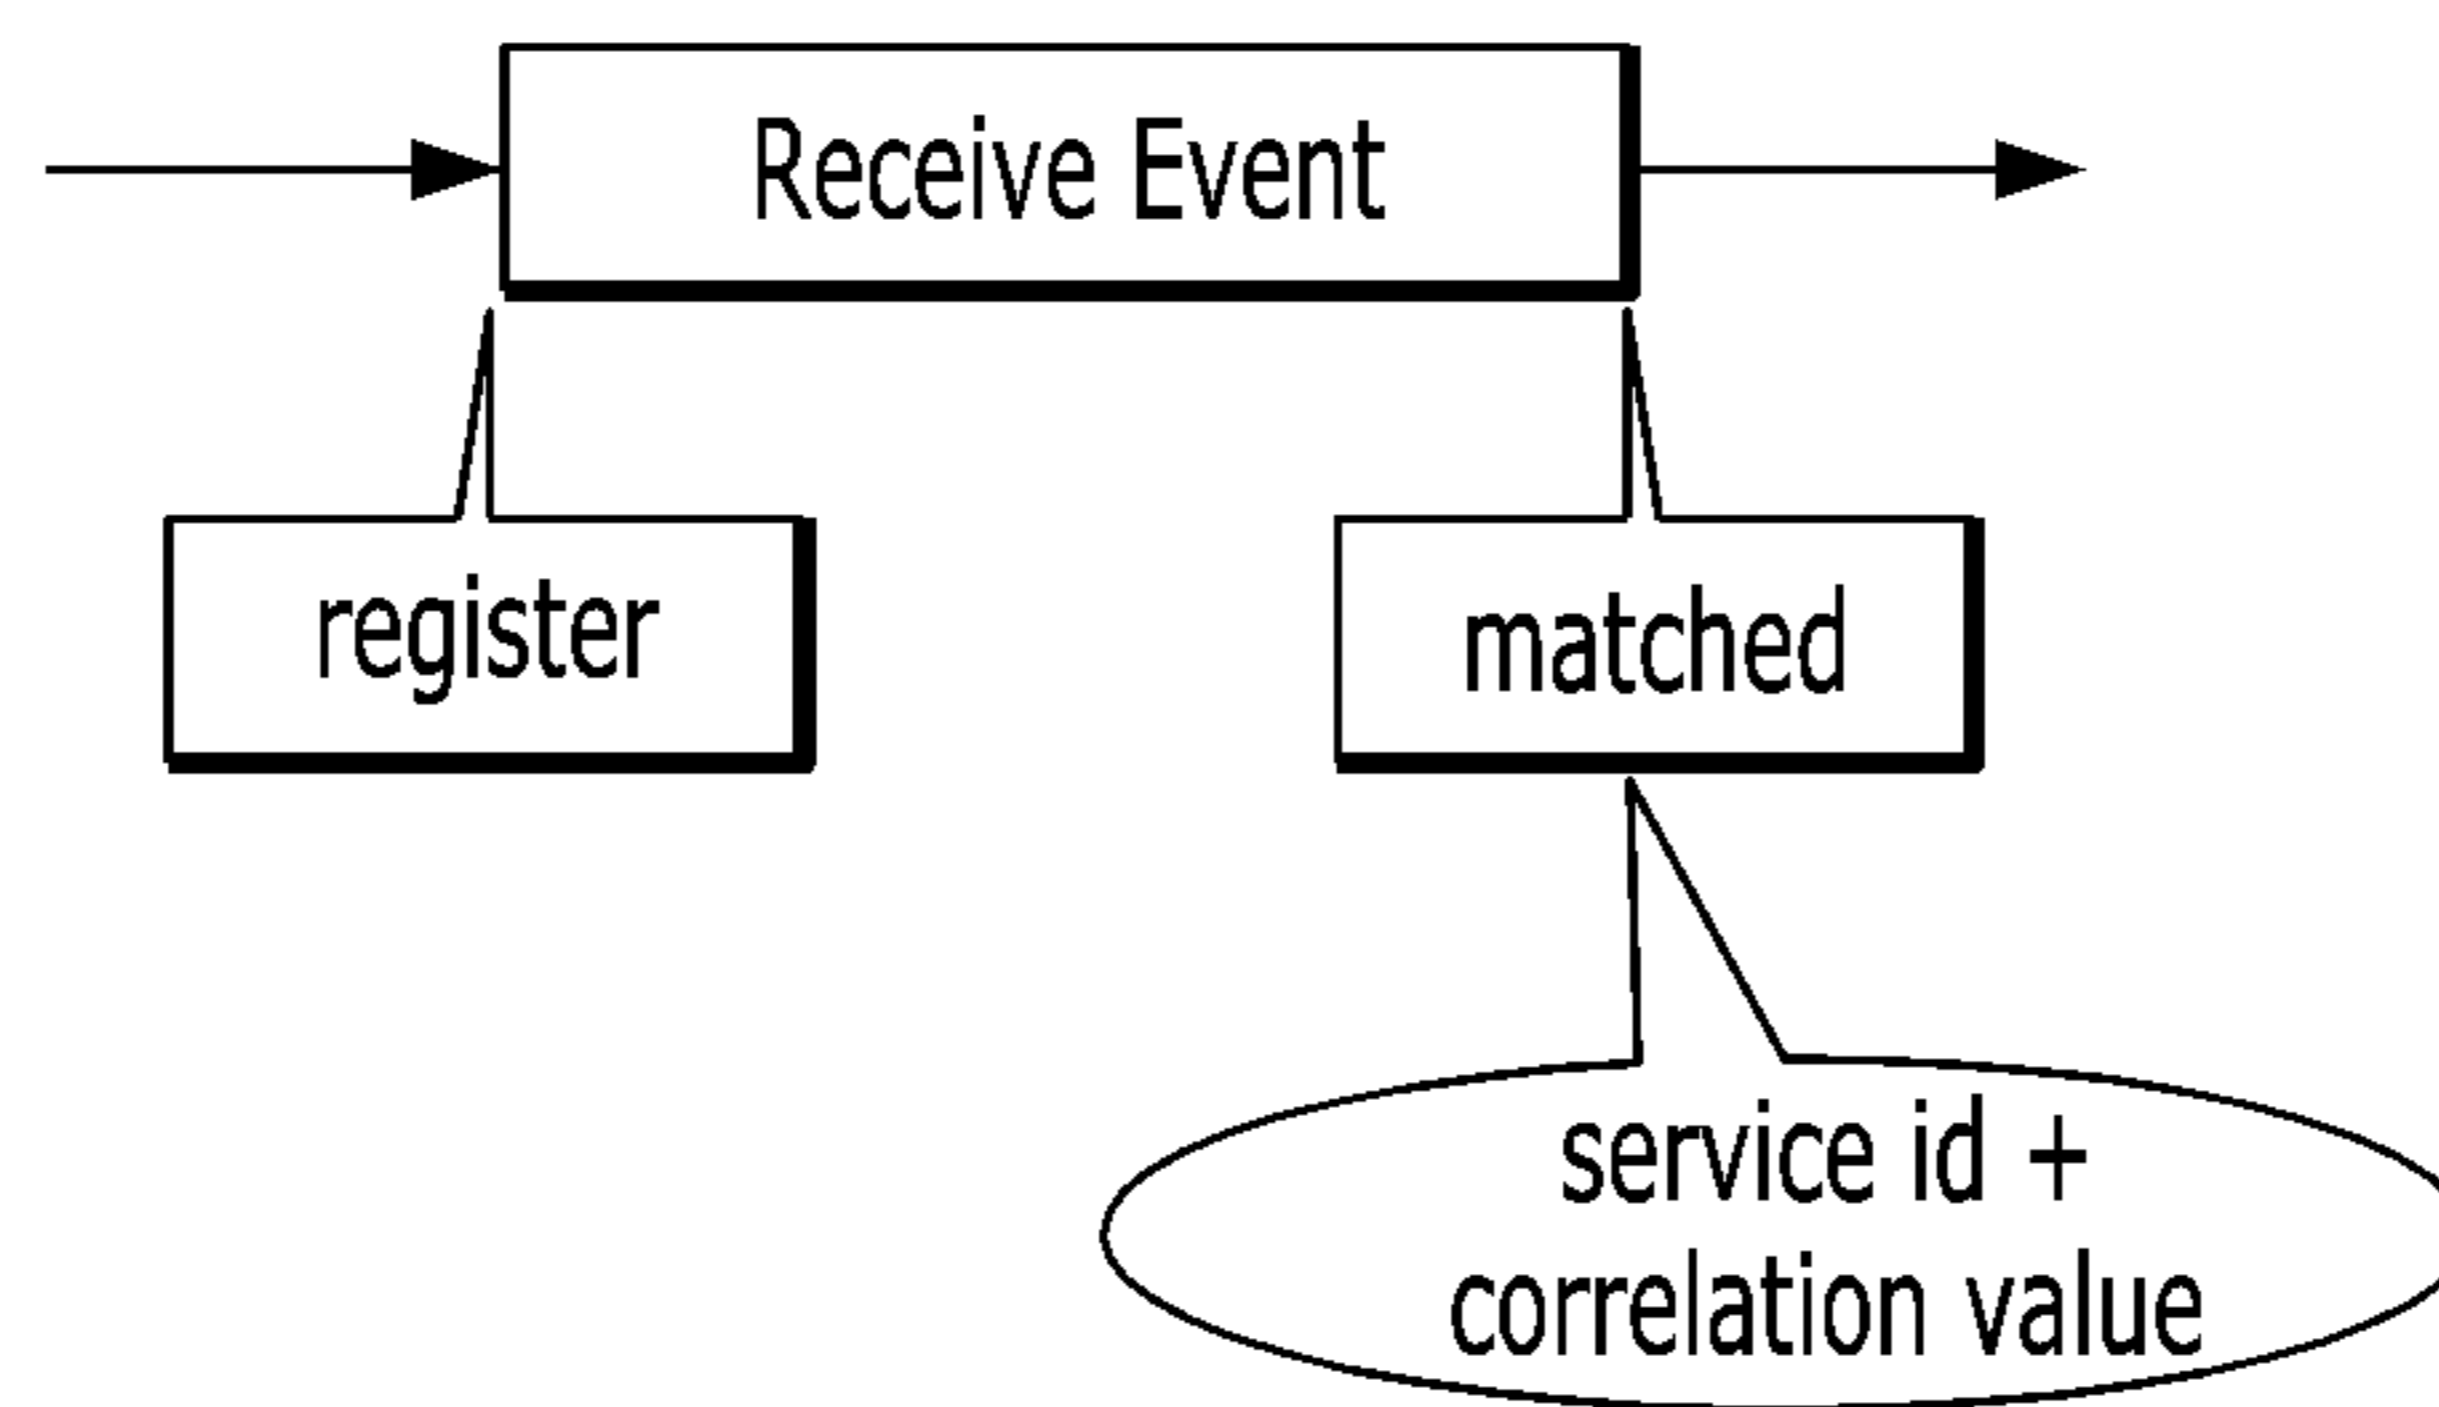 Receive Event
register
matched
service id +
correlation value